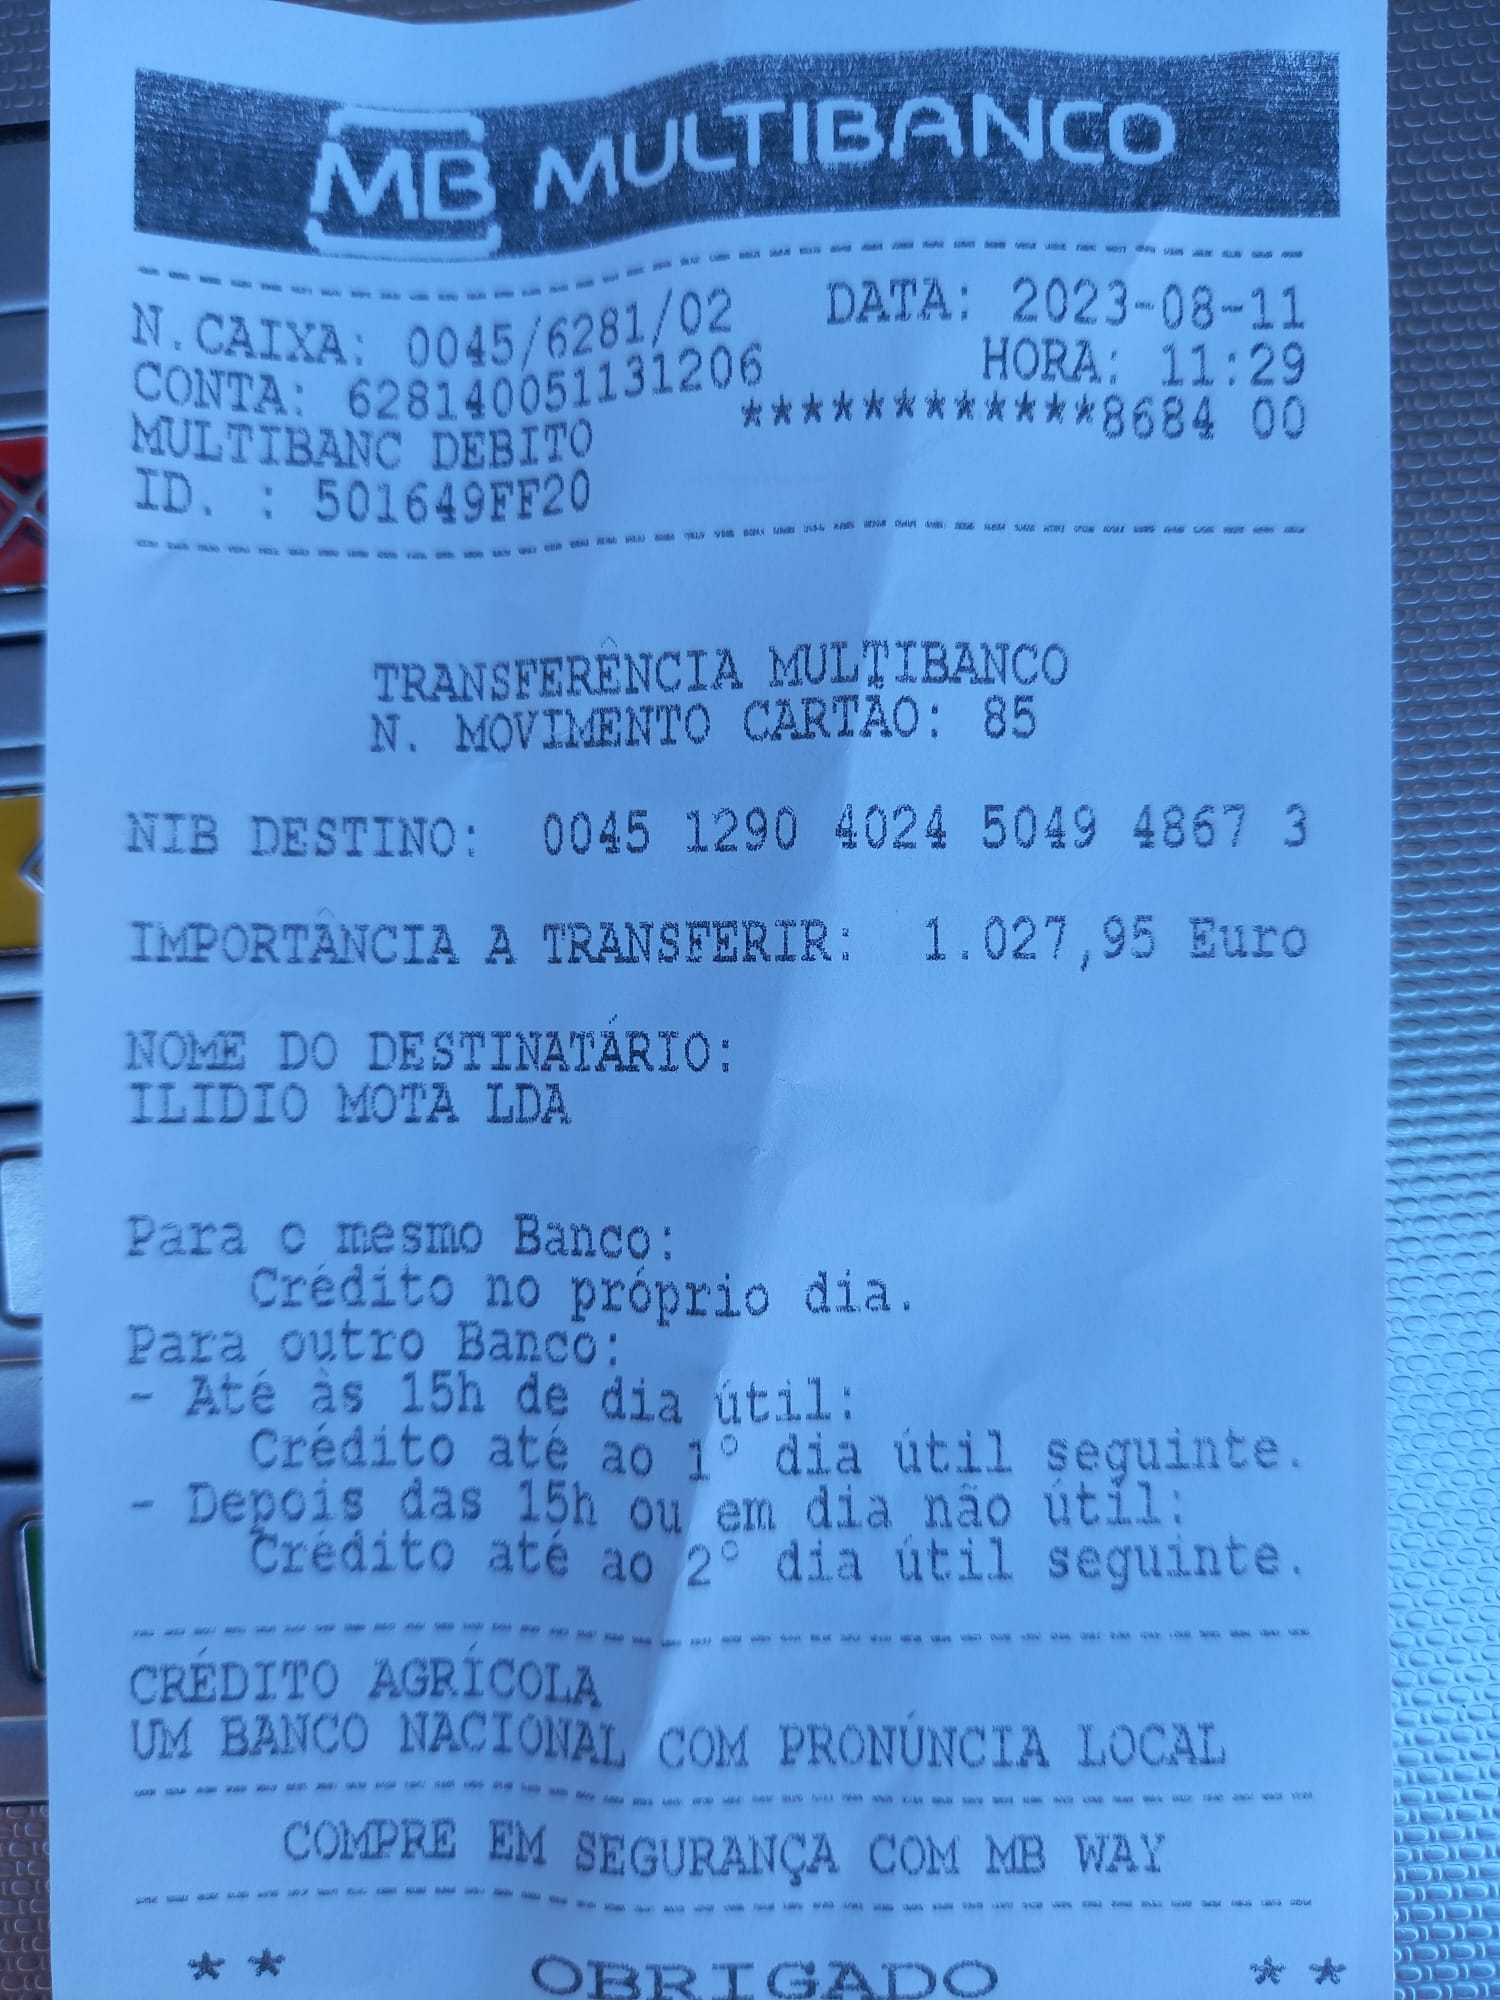 MB MULTIBANCO
N.CAIXA: 0045/6281/02 DATA: 2023-08-11
CONTA: 628140051131206 HORA: 11:29
MULTIBANC DEBITO ************8684 00
ID. : 501649FF20
TRANSFERÊNCIA MULTIBANCO
N. MOVIMENTO CARTÃO: 85
NIB DESTINO: 0045 1290 4024 5049 4867 3
IMPORTÂNCIA A TRANSFERIR: 1.027,95 Euro
NOME DO DESTINATÁRIO:
ILIDIO MOTA LDA
Para o mesmo Banco:
Crédito no próprio dia.
Para outro Banco:
- Até às 15h de dia útil:
Crédito até ao 1º dia útil seguinte.
- Depois das 15h ou em dia não útil:
Crédito até ao 2º dia útil seguinte.
CRÉDITO AGRÍCOLA
UM BANCO NACIONAL COM PRONÚNCIA LOCAL
COMPRE EM SEGURANÇA COM MB WAY
** OBRIGADO **